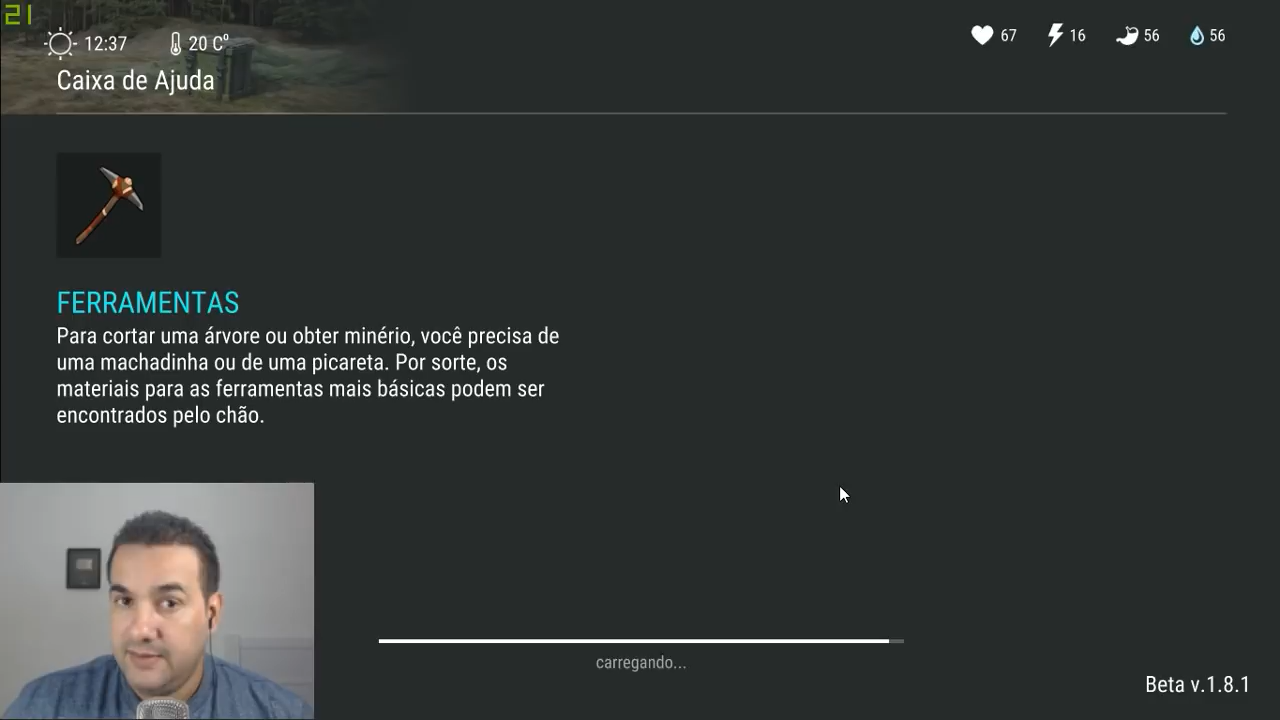 21
12:37 20 Cº 67 16 56 56
Caixa de Ajuda
FERRAMENTAS
Para cortar uma árvore ou obter minério, você precisa de
uma machadinha ou de uma picareta. Por sorte, os
materiais para as ferramentas mais básicas podem ser
encontrados pelo chão.
carregando...
Beta v.1.8.1